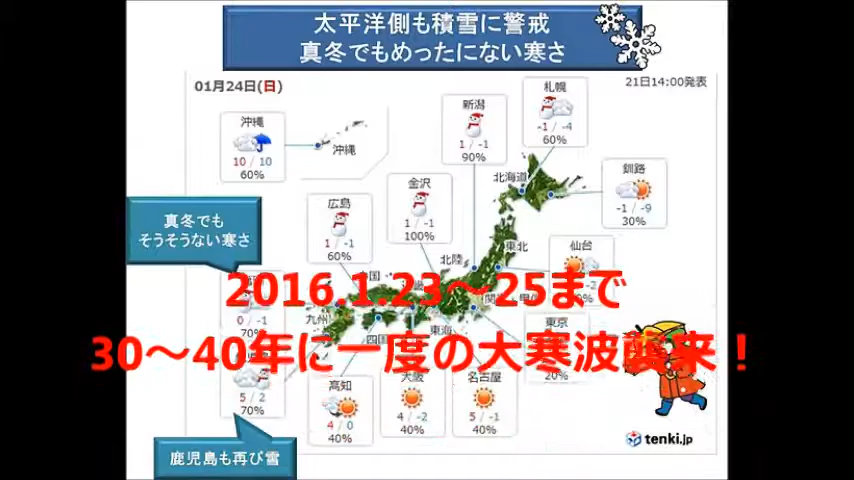 太平洋側も積雪に警戒
真冬でもめったにない寒さ
01月24日(日)
21日14:00発表
沖縄
10 / 10
60%
沖縄
新潟
1 / -1
90%
札幌
-1 / -4
60%
北海道
釧路
-1 / -9
30%
広島
1 / -1
60%
金沢
1 / -1
100%
真冬でも
そうそうない寒さ
北陸
東北
仙台
2016.1.23～25まで
30～40年に一度の大寒波襲来！
0 / -1
70%
九州
四国
東海
東京
20%
5 / 2
70%
高知
4 / 0
40%
大阪
4 / -2
40%
名古屋
5 / -1
40%
鹿児島も再び雪
tenki.jp